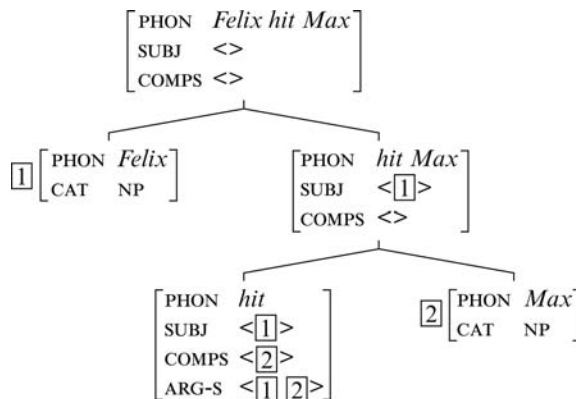 PHON Felix hit Max
SUBJ <>
COMPS <>
1 PHON Felix
CAT NP
PHON hit Max
SUBJ <1>
COMPS <>
PHON hit
SUBJ <1>
COMPS <2>
ARG-S <1 2>
2 PHON Max
CAT NP